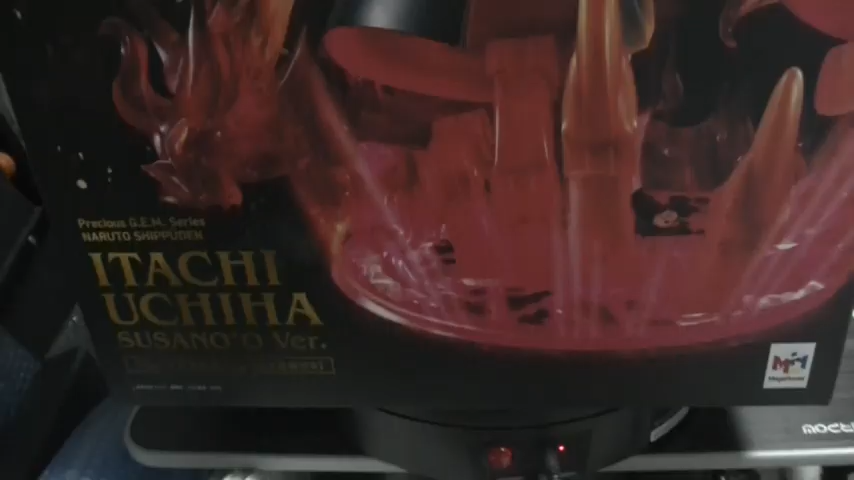 Precious G.E.M. Series
NARUTO SHIPPUDEN
ITACHI
UCHIHA
SUSANO'O Ver.
MegaHouse